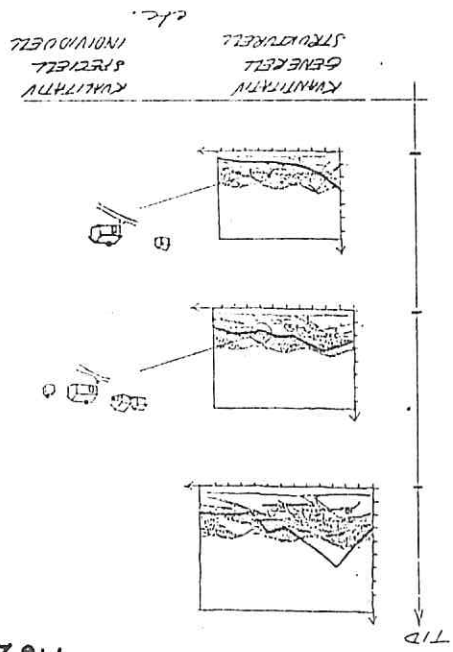 TID
KVANTITATIV
GENERELL
STRUKTURELL
KVALITATIV
SPECIELL
INDIVIDUELL
etc.